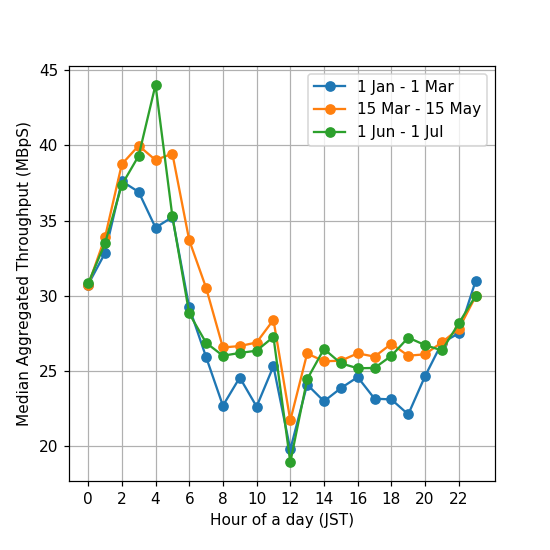 45
40
35
30
25
20
Median Aggregated Throughput (MBpS)
1 Jan - 1 Mar
15 Mar - 15 May
1 Jun - 1 Jul
0 2 4 6 8 10 12 14 16 18 20 22
Hour of a day (JST)